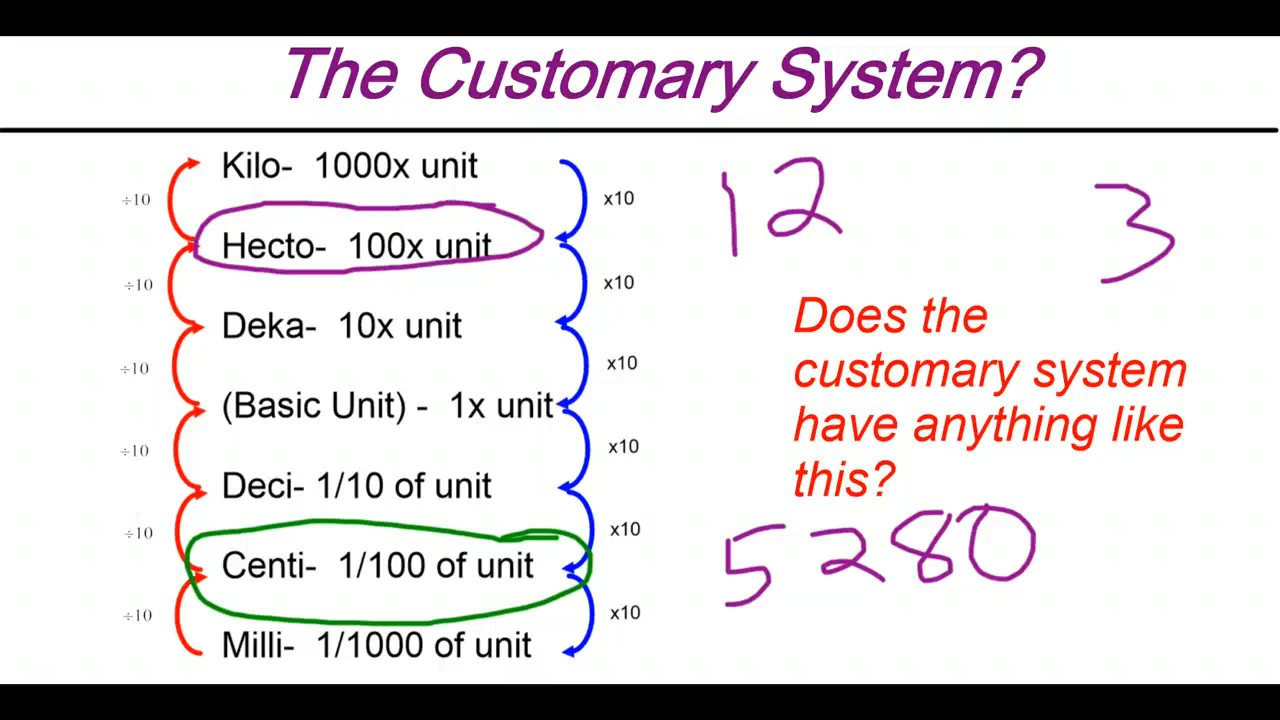 The Customary System?
Kilo- 1000x unit
÷10
x10
Hecto- 100x unit
÷10
x10
Deka- 10x unit
÷10
x10
(Basic Unit) - 1x unit
÷10
x10
Deci- 1/10 of unit
÷10
x10
Centi- 1/100 of unit
÷10
x10
Milli- 1/1000 of unit
12
3
Does the
customary system
have anything like
this?
5280